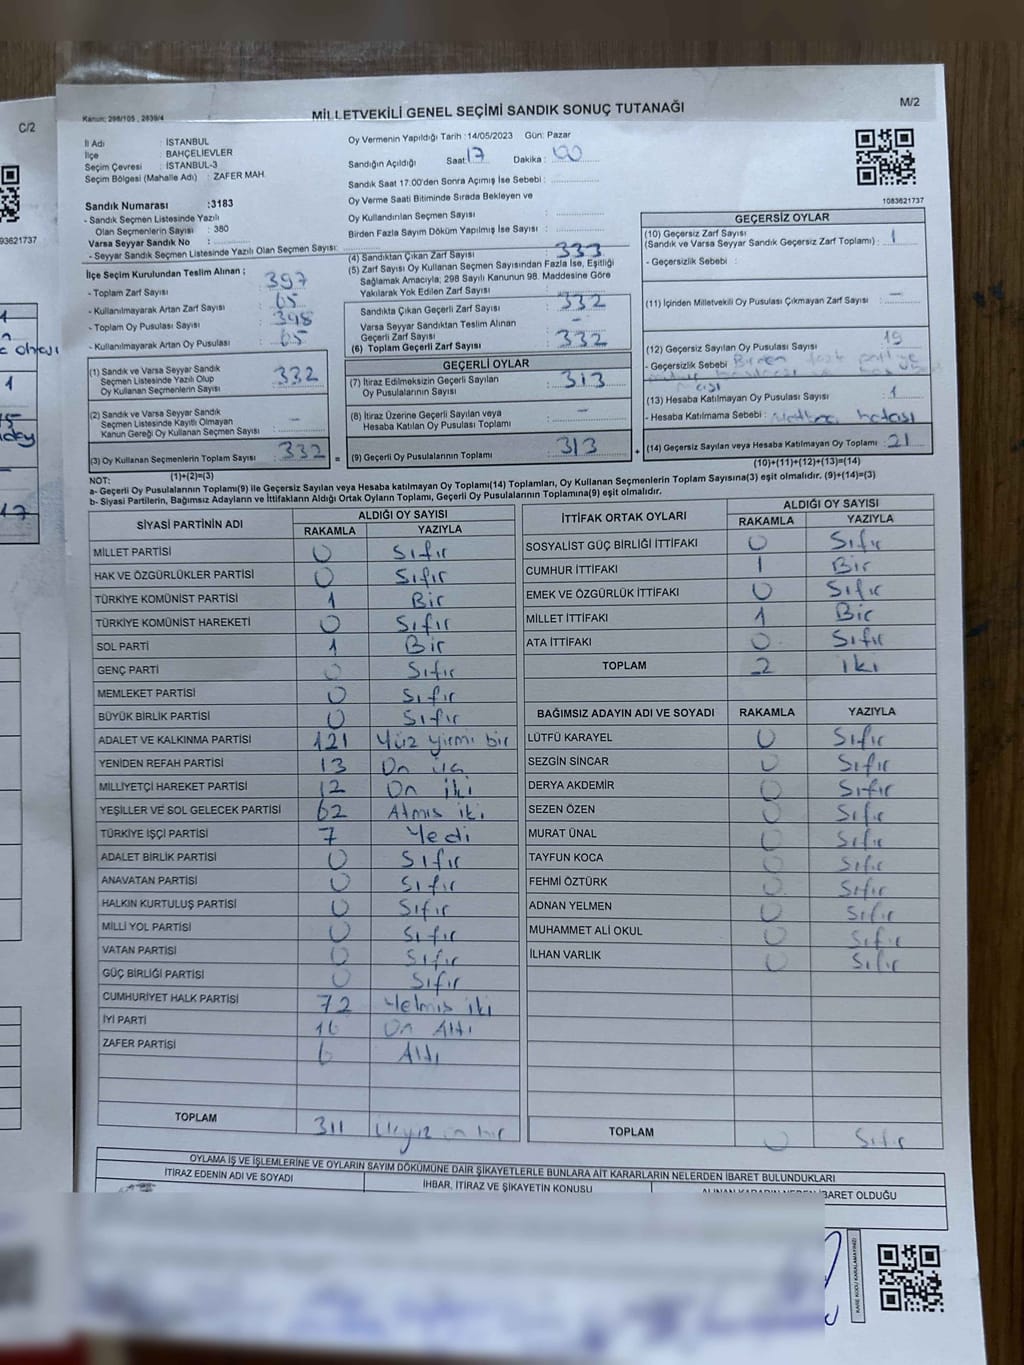 C/2
93621737
Kanun: 298/105, 2839/4
MİLLETVEKİLİ GENEL SEÇİMİ SANDIK SONUÇ TUTANAĞI
M/2
İl Adı : İSTANBUL
İlçe : BAHÇELİEVLER
Seçim Çevresi : İSTANBUL-3
Seçim Bölgesi (Mahalle Adı) : ZAFER MAH.
Sandık Numarası :3183
- Sandık Seçmen Listesinde Yazılı
Olan Seçmenlerin Sayısı : 380
Varsa Seyyar Sandık No :
- Seyyar Sandık Seçmen Listesinde Yazılı Olan Seçmen Sayısı:
Oy Vermenin Yapıldığı Tarih : 14/05/2023 Gün: Pazar
Sandığın Açıldığı Saat: 17 Dakika : 00
Sandık Saat 17.00'den Sonra Açımış İse Sebebi :
Oy Verme Saati Bitiminde Sırada Bekleyen ve
Oy Kullandırılan Seçmen Sayısı :
Birden Fazla Sayım Döküm Yapılmış İse Sayısı :
1083621737
İlçe Seçim Kurulundan Teslim Alınan ;
- Toplam Zarf Sayısı : 397
- Kullanılmayarak Artan Zarf Sayısı : 65
- Toplam Oy Pusulası Sayısı : 398
- Kullanılmayarak Artan Oy Pusulası : 65
(4) Sandıktan Çıkan Zarf Sayısı : 333
(5) Zarf Sayısı Oy Kullanan Seçmen Sayısından Fazla İse, Eşitliği
Sağlamak Amacıyla, 298 Sayılı Kanunun 98. Maddesine Göre
Yakılarak Yok Edilen Zarf Sayısı :
Sandıkta Çıkan Geçerli Zarf Sayısı : 332
Varsa Seyyar Sandıktan Teslim Alınan
Geçerli Zarf Sayısı : -
(6) Toplam Geçerli Zarf Sayısı : 332
GEÇERSİZ OYLAR
(10) Geçersiz Zarf Sayısı
(Sandık ve Varsa Seyyar Sandık Geçersiz Zarf Toplamı) : 1
- Geçersizlik Sebebi :
(11) İçinden Milletvekili Oy Pusulası Çıkmayan Zarf Sayısı : -
(12) Geçersiz Sayılan Oy Pusulası Sayısı : 19
- Geçersizlik Sebebi Birden fazla partiye
(13) Hesaba Katılmayan Oy Pusulası Sayısı : 1
- Hesaba Katılmama Sebebi : Matbaa hatası
(14) Geçersiz Sayılan veya Hesaba Katılmayan Oy Toplamı : 21
(10)+(11)+(12)+(13)=(14)
(1) Sandık ve Varsa Seyyar Sandık
Seçmen Listesinde Yazılı Olup
Oy Kullanan Seçmenlerin Sayısı : 332
(2) Sandık ve Varsa Seyyar Sandık
Seçmen Listesinde Kayıtlı Olmayan
Kanun Gereği Oy Kullanan Seçmen Sayısı : -
(3) Oy Kullanan Seçmenlerin Toplam Sayısı : 332
(1)+(2)=(3)
GEÇERLİ OYLAR
(7) İtiraz Edilmeksizin Geçerli Sayılan
Oy Pusulalarının Sayısı : 313
(8) İtiraz Üzerine Geçerli Sayılan veya
Hesaba Katılan Oy Pusulası Toplamı : -
(9) Geçerli Oy Pusulalarının Toplamı : 313
NOT:
a- Geçerli Oy Pusulalarının Toplamı(9) ile Geçersiz Sayılan veya Hesaba katılmayan Oy Toplamı(14) Toplamları, Oy Kullanan Seçmenlerin Toplam Sayısına(3) eşit olmalıdır. (9)+(14)=(3)
b- Siyasi Partilerin, Bağımsız Adayların ve İttifakların Aldığı Ortak Oyların Toplamı, Geçerli Oy Pusulalarının Toplamına(9) eşit olmalıdır.
SİYASİ PARTİNİN ADI ALDIĞI OY SAYISI
RAKAMLA YAZIYLA
MİLLET PARTİSİ 0 Sıfır
HAK VE ÖZGÜRLÜKLER PARTİSİ 0 Sıfır
TÜRKİYE KOMÜNİST PARTİSİ 1 Bir
TÜRKİYE KOMÜNİST HAREKETİ 0 Sıfır
SOL PARTİ 1 Bir
GENÇ PARTİ 0 Sıfır
MEMLEKET PARTİSİ 0 Sıfır
BÜYÜK BİRLİK PARTİSİ 0 Sıfır
ADALET VE KALKINMA PARTİSİ 121 Yüz yirmi bir
YENİDEN REFAH PARTİSİ 13 On üç
MİLLİYETÇİ HAREKET PARTİSİ 12 On iki
YEŞİLLER VE SOL GELECEK PARTİSİ 62 Atmış iki
TÜRKİYE İŞÇİ PARTİSİ 7 Yedi
ADALET BİRLİK PARTİSİ 0 Sıfır
ANAVATAN PARTİSİ 0 Sıfır
HALKIN KURTULUŞ PARTİSİ 0 Sıfır
MİLLİ YOL PARTİSİ 0 Sıfır
VATAN PARTİSİ 0 Sıfır
GÜÇ BİRLİĞİ PARTİSİ 0 Sıfır
CUMHURİYET HALK PARTİSİ 72 Yetmiş iki
İYİ PARTİ 16 On Altı
ZAFER PARTİSİ 6 Altı
TOPLAM 311 Üçyüz on bir
İTTİFAK ORTAK OYLARI ALDIĞI OY SAYISI
RAKAMLA YAZIYLA
SOSYALİST GÜÇ BİRLİĞİ İTTİFAKI 0 Sıfır
CUMHUR İTTİFAKI 1 Bir
EMEK VE ÖZGÜRLÜK İTTİFAKI 0 Sıfır
MİLLET İTTİFAKI 1 Bir
ATA İTTİFAKI 0 Sıfır
TOPLAM 2 iki
BAĞIMSIZ ADAYIN ADI VE SOYADI RAKAMLA YAZIYLA
LÜTFÜ KARAYEL 0 Sıfır
SEZGİN SİNCAR 0 Sıfır
DERYA AKDEMİR 0 Sıfır
SEZEN ÖZEN 0 Sıfır
MURAT ÜNAL 0 Sıfır
TAYFUN KOCA 0 Sıfır
FEHMİ ÖZTÜRK 0 Sıfır
ADNAN YELMEN 0 Sıfır
MUHAMMET ALİ OKUL 0 Sıfır
İLHAN VARLIK 0 Sıfır
TOPLAM 0 Sıfır
OYLAMA İŞ VE İŞLEMLERİNE VE OYLARIN SAYIM DÖKÜMÜNE DAİR ŞİKAYETLERLE BUNLARA AİT KARARLARIN NELERDEN İBARET BULUNDUKLARI
İTİRAZ EDENİN ADI VE SOYADI
İHBAR, İTİRAZ VE ŞİKAYETİN KONUSU
İBARET OLDUĞU
KARE KODU KARALAMAYINIZ!